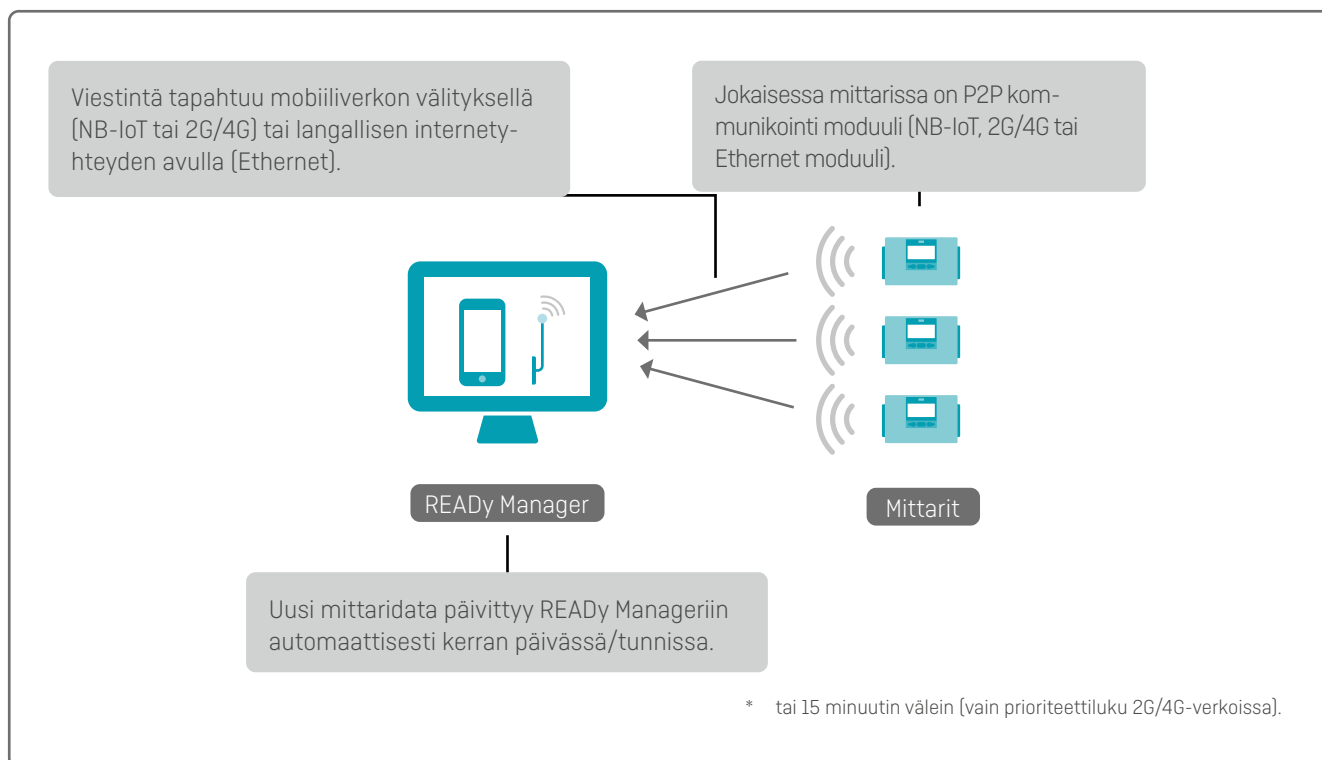 Viestintä tapahtuu mobiiliverkon välityksellä
(NB-IoT tai 2G/4G) tai langallisen internety-
hteyden avulla (Ethernet).
Jokaisessa mittarissa on P2P kom-
munikointi moduuli (NB-IoT, 2G/4G tai
Ethernet moduuli).
READy Manager
Mittarit
Uusi mittaridata päivittyy READy Manageriin
automaattisesti kerran päivässä/tunnissa.
* tai 15 minuutin välein (vain prioriteettiluku 2G/4G-verkoissa).